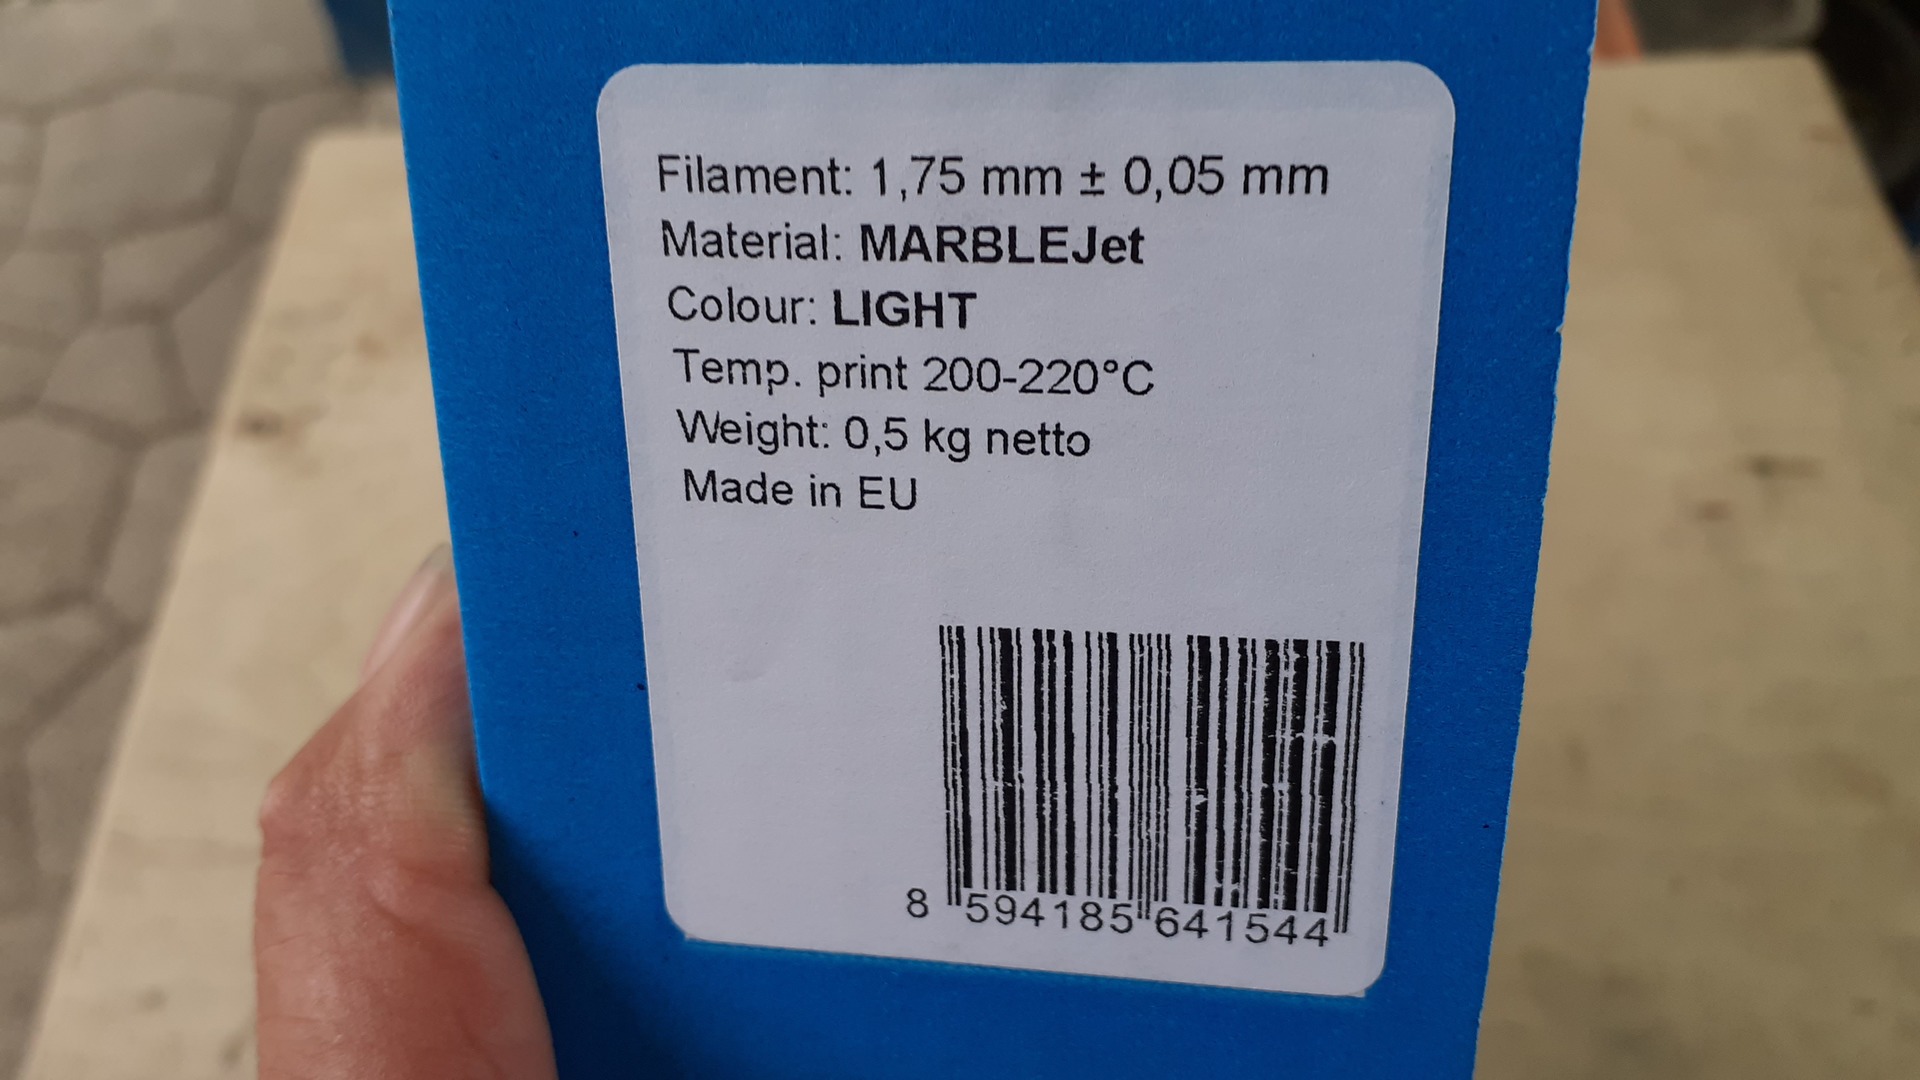 Filament: 1,75 mm ± 0,05 mm
Material: MARBLEJet
Colour: LIGHT
Temp. print 200-220°C
Weight: 0,5 kg netto
Made in EU
8 594185 641544